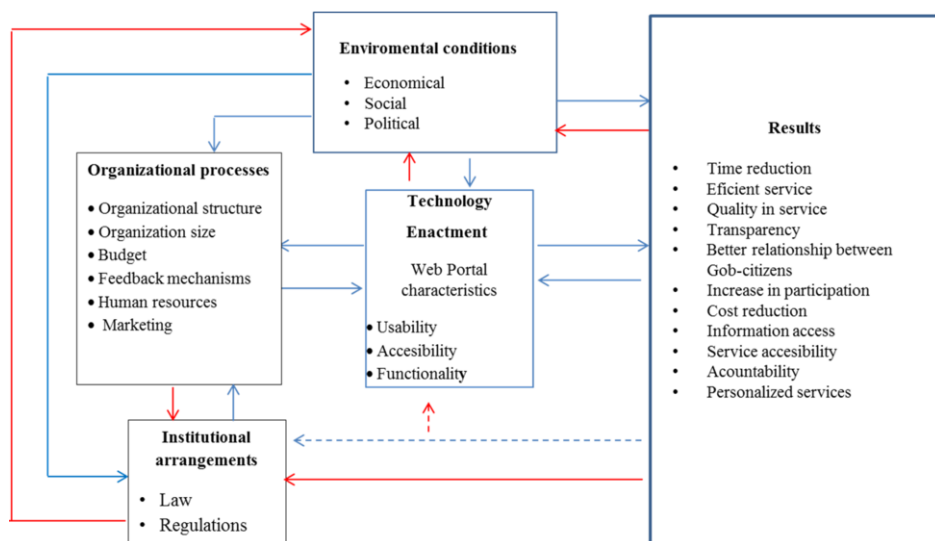 Enviromental conditions
• Economical
• Social
• Political
Organizational processes
• Organizational structure
• Organization size
• Budget
• Feedback mechanisms
• Human resources
• Marketing
Technology
Enactment
Web Portal
characteristics
• Usability
• Accesibility
• Functionality
Institutional
arrangements
• Law
• Regulations
Results
• Time reduction
• Eficient service
• Quality in service
• Transparency
• Better relationship between
Gob-citizens
• Increase in participation
• Cost reduction
• Information access
• Service accesibility
• Acountability
• Personalized services